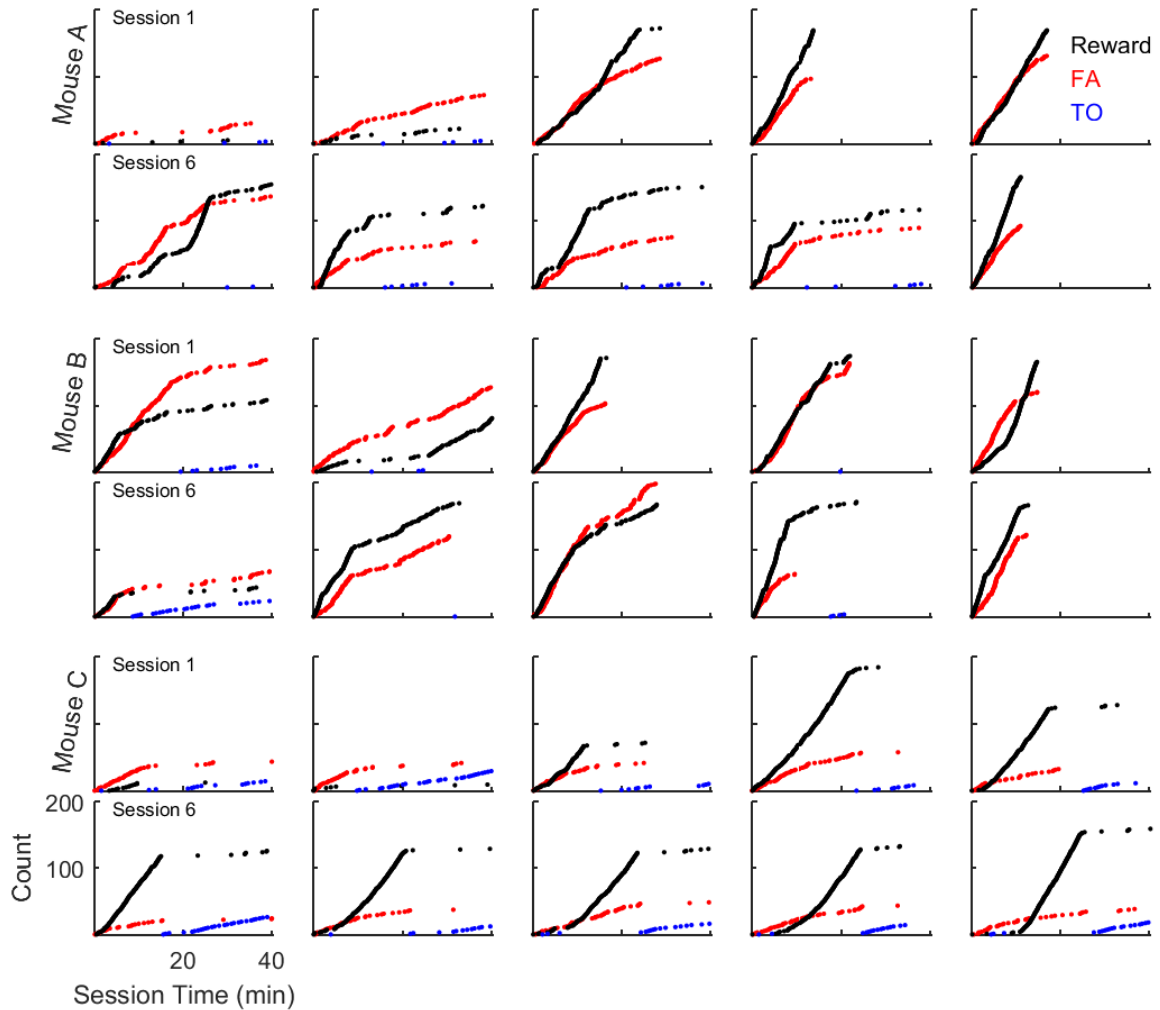 Session 1
Mouse A
Reward
FA
TO
Session 6
Session 1
Mouse B
Session 6
Session 1
Mouse C
200
Session 6
Count
100
20
40
Session Time (min)